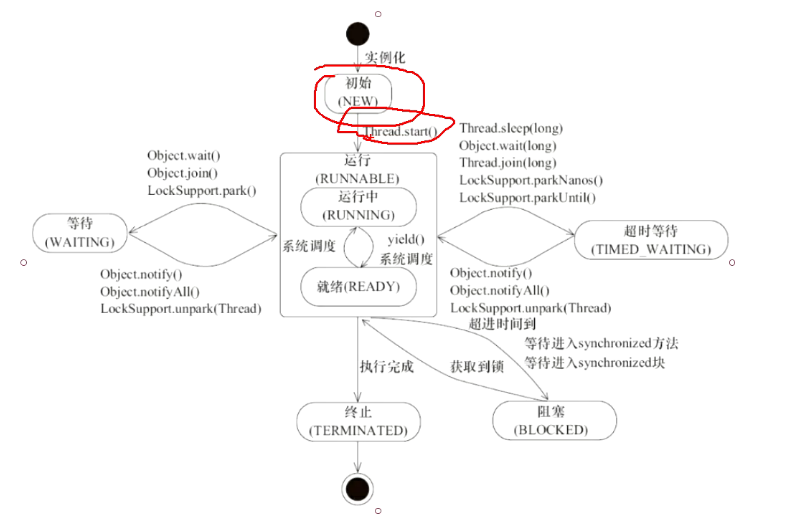 实例化
初始
(NEW)
Thread.start()
Object.wait()
Object.join()
LockSupport.park()
等待
(WAITING)
Object.notify()
Object.notifyAll()
LockSupport.unpark(Thread)
运行
(RUNNABLE)
运行中
(RUNNING)
系统调度
yield()
系统调度
就绪(READY)
Thread.sleep(long)
Object.wait(long)
Thread.join(long)
LockSupport.parkNanos()
LockSupport.parkUntil()
超时等待
(TIMED_WAITING)
Object.notify()
Object.notifyAll()
LockSupport.unpark(Thread)
超进时间到
等待进入synchronized方法
等待进入synchronized块
获取到锁
执行完成
阻塞
(BLOCKED)
终止
(TERMINATED)